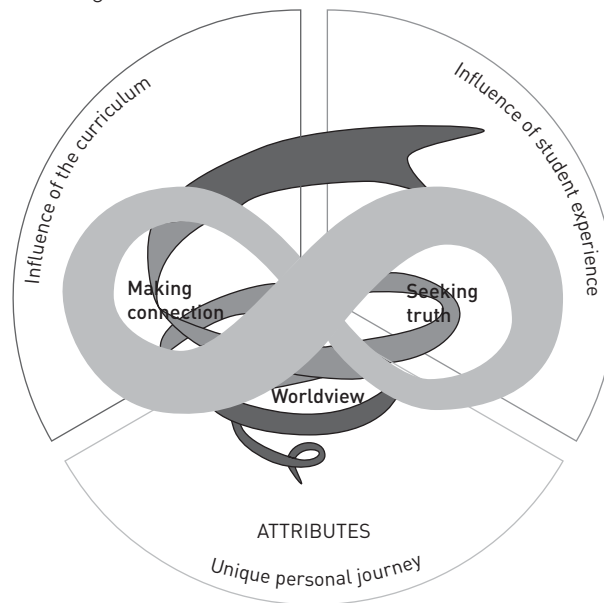 Influence of the curriculum
Influence of student experience
Making
connection
Seeking
truth
Worldview
ATTRIBUTES
Unique personal journey